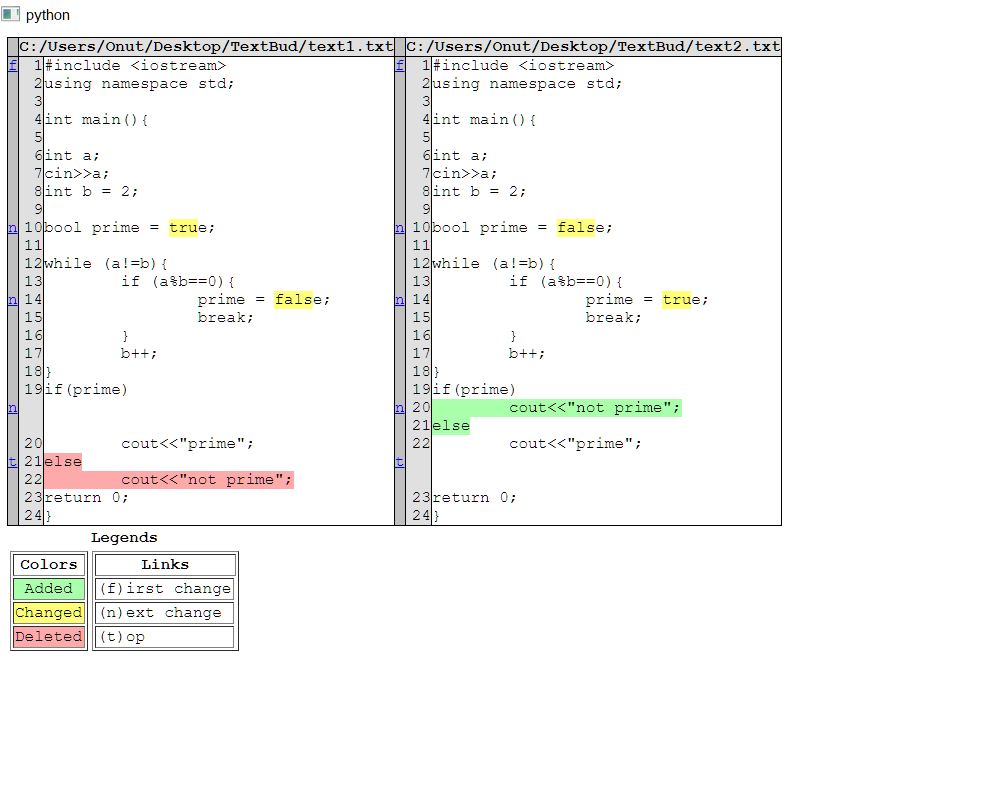 python
C:/Users/Onut/Desktop/TextBud/text1.txt C:/Users/Onut/Desktop/TextBud/text2.txt
f 1 #include <iostream> f 1 #include <iostream>
2 using namespace std; 2 using namespace std;
3 3
4 int main(){ 4 int main(){
5 5
6 int a; 6 int a;
7 cin>>a; 7 cin>>a;
8 int b = 2; 8 int b = 2;
9 9
n 10 bool prime = true; n 10 bool prime = false;
11 11
12 while (a!=b){ 12 while (a!=b){
13 if (a%b==0){ 13 if (a%b==0){
n 14 prime = false; n 14 prime = true;
15 break; 15 break;
16 } 16 }
17 b++; 17 b++;
18 } 18 }
19 if(prime) 19 if(prime)
n n 20 cout<<"not prime";
21 else
20 cout<<"prime"; 22 cout<<"prime";
t 21 else t
22 cout<<"not prime";
23 return 0; 23 return 0;
24 } 24 }
Legends
Colors Links
Added (f)irst change
Changed (n)ext change
Deleted (t)op